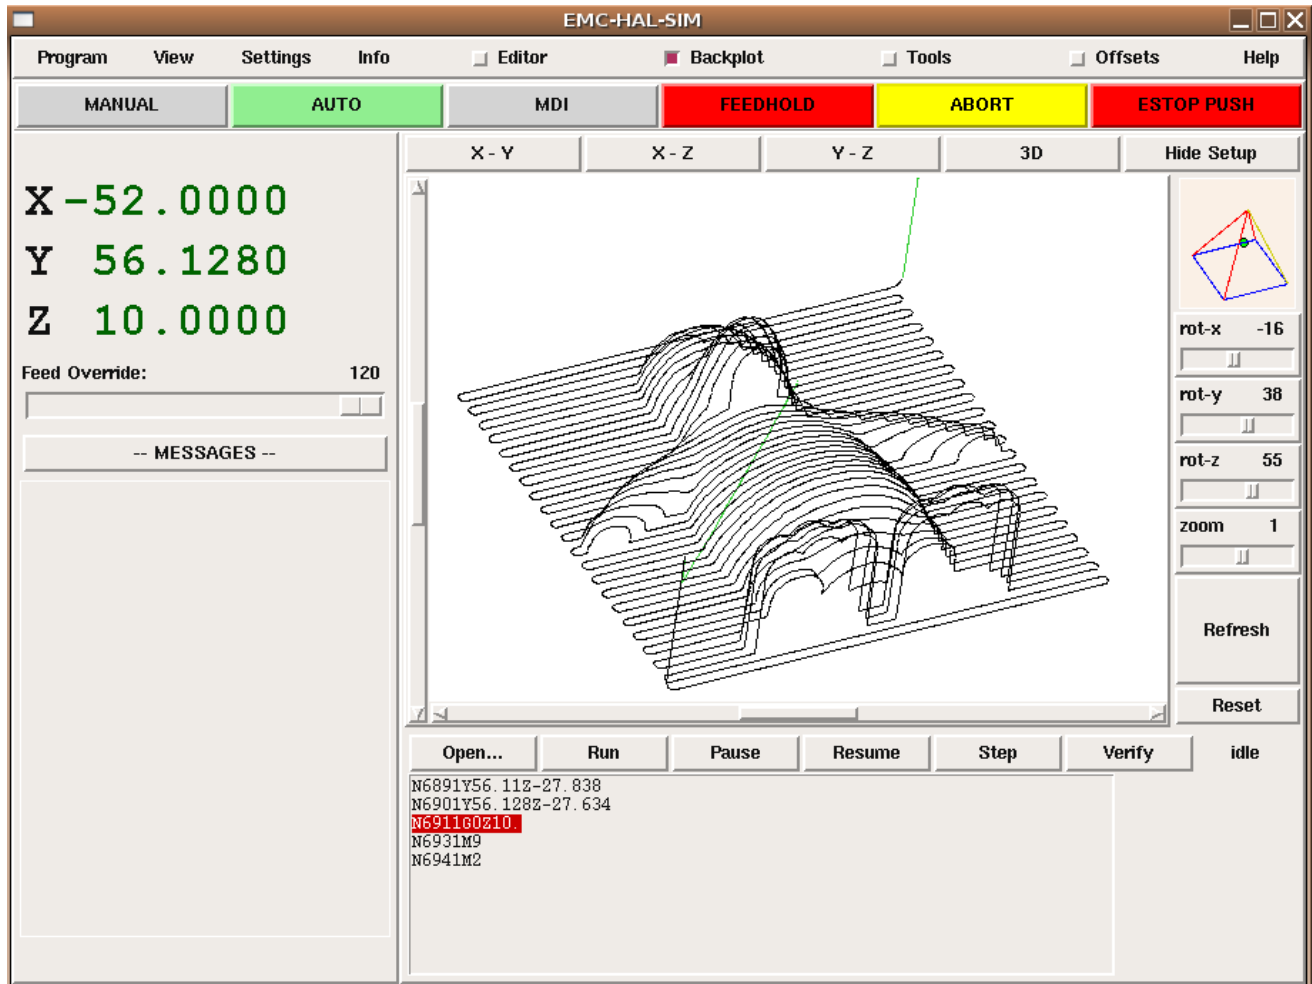 EMC-HAL-SIM
Program View Settings Info Editor Backplot Tools Offsets Help
MANUAL AUTO MDI FEEDHOLD ABORT ESTOP PUSH
X - Y X - Z Y - Z 3D Hide Setup
X -52.0000
Y 56.1280
Z 10.0000
Feed Override: 120
-- MESSAGES --
rot-x -16
rot-y 38
rot-z 55
zoom 1
Refresh
Reset
Open... Run Pause Resume Step Verify idle
N6891Y56.11Z-27.838
N6901Y56.128Z-27.634
N6911G0Z10.
N6931M9
N6941M2